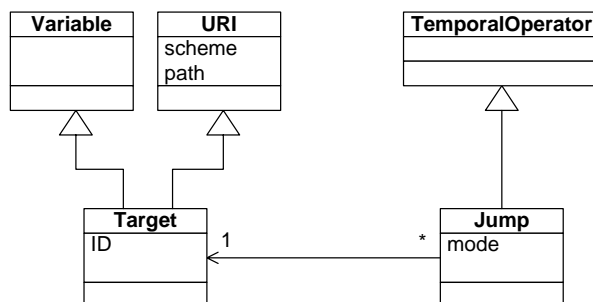 Variable
URI
scheme
path
TemporalOperator
Target
ID
1
*
Jump
mode